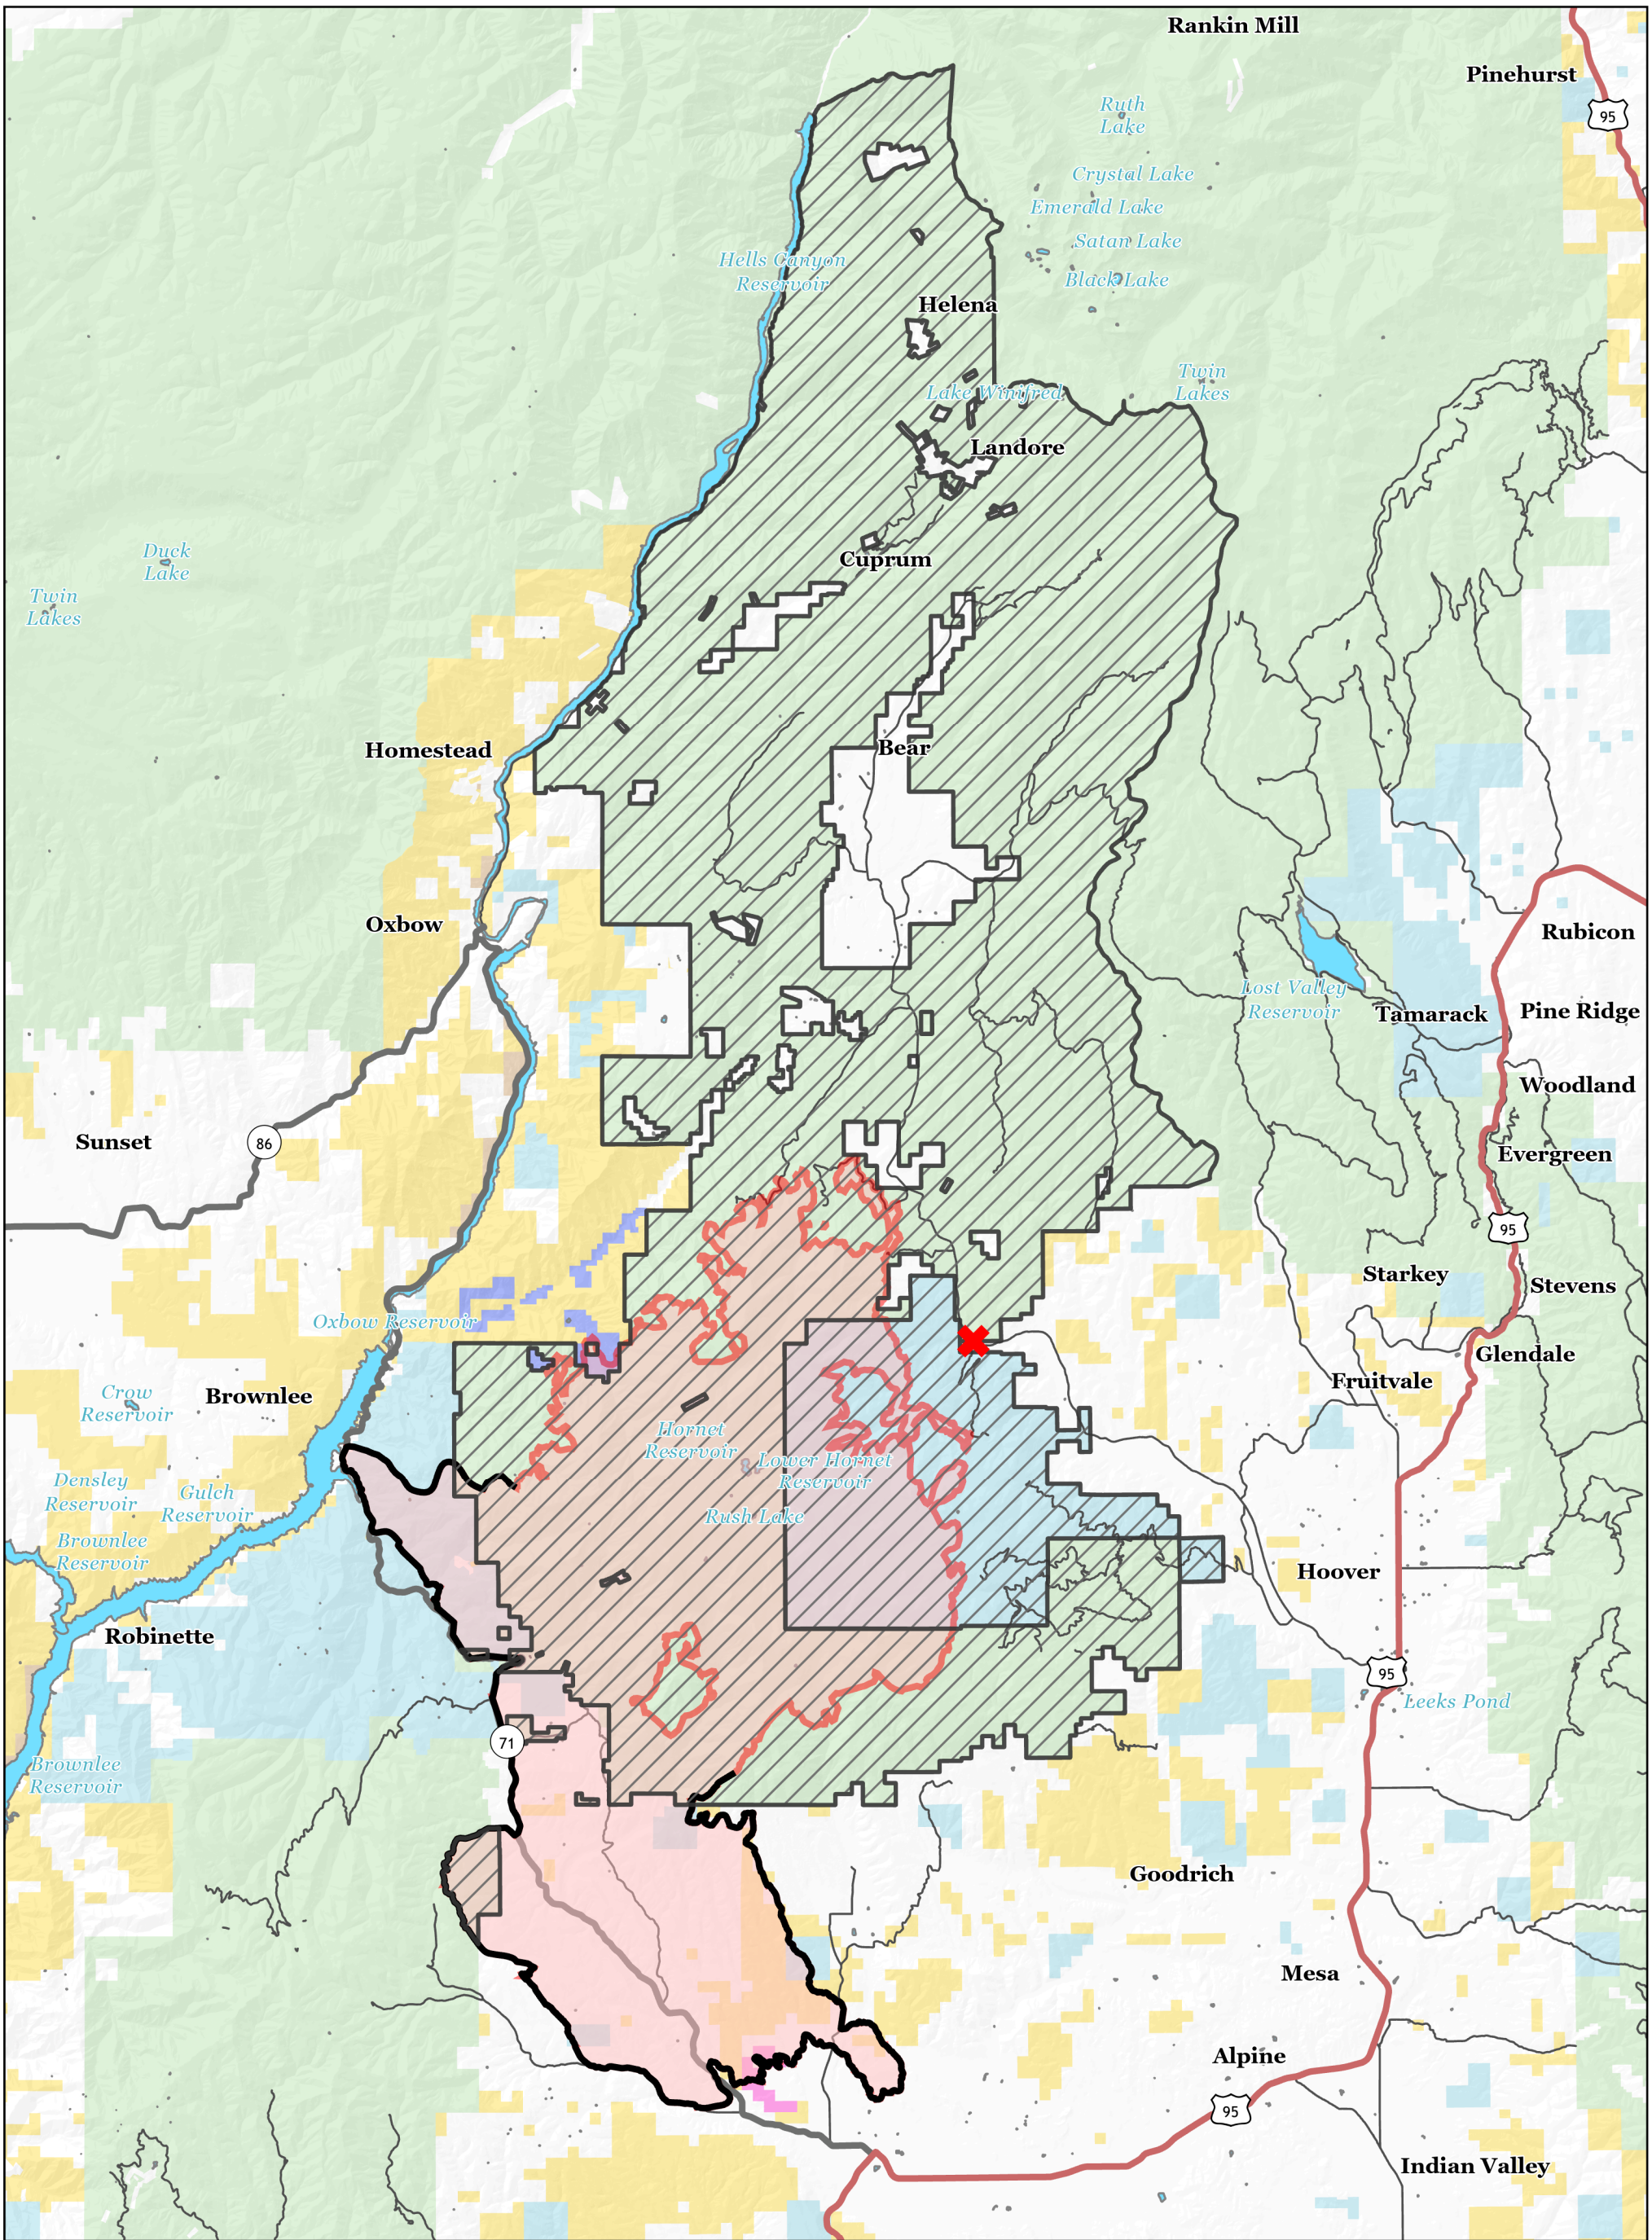 Rankin Mill
Pinehurst
95
Ruth
Lake
Crystal Lake
Emerald Lake
Satan Lake
Black Lake
Hells Canyon
Reservoir
Helena
Lake Winifred
Twin
Lakes
Landore
Duck
Lake
Cuprum
Twin
Lakes
Homestead
Bear
Oxbow
Rubicon
Lost Valley
Reservoir
Tamarack
Pine Ridge
Woodland
Sunset
86
Evergreen
95
Starkey
Stevens
Oxbow Reservoir
Glendale
Fruitvale
Crow
Reservoir
Brownlee
Hornet
Reservoir
Lower Hornet
Reservoir
Densley
Reservoir
Gulch
Reservoir
Rush Lake
Brownlee
Reservoir
Hoover
Robinette
95
Leeks Pond
71
Brownlee
Reservoir
Goodrich
Mesa
Alpine
95
Indian Valley